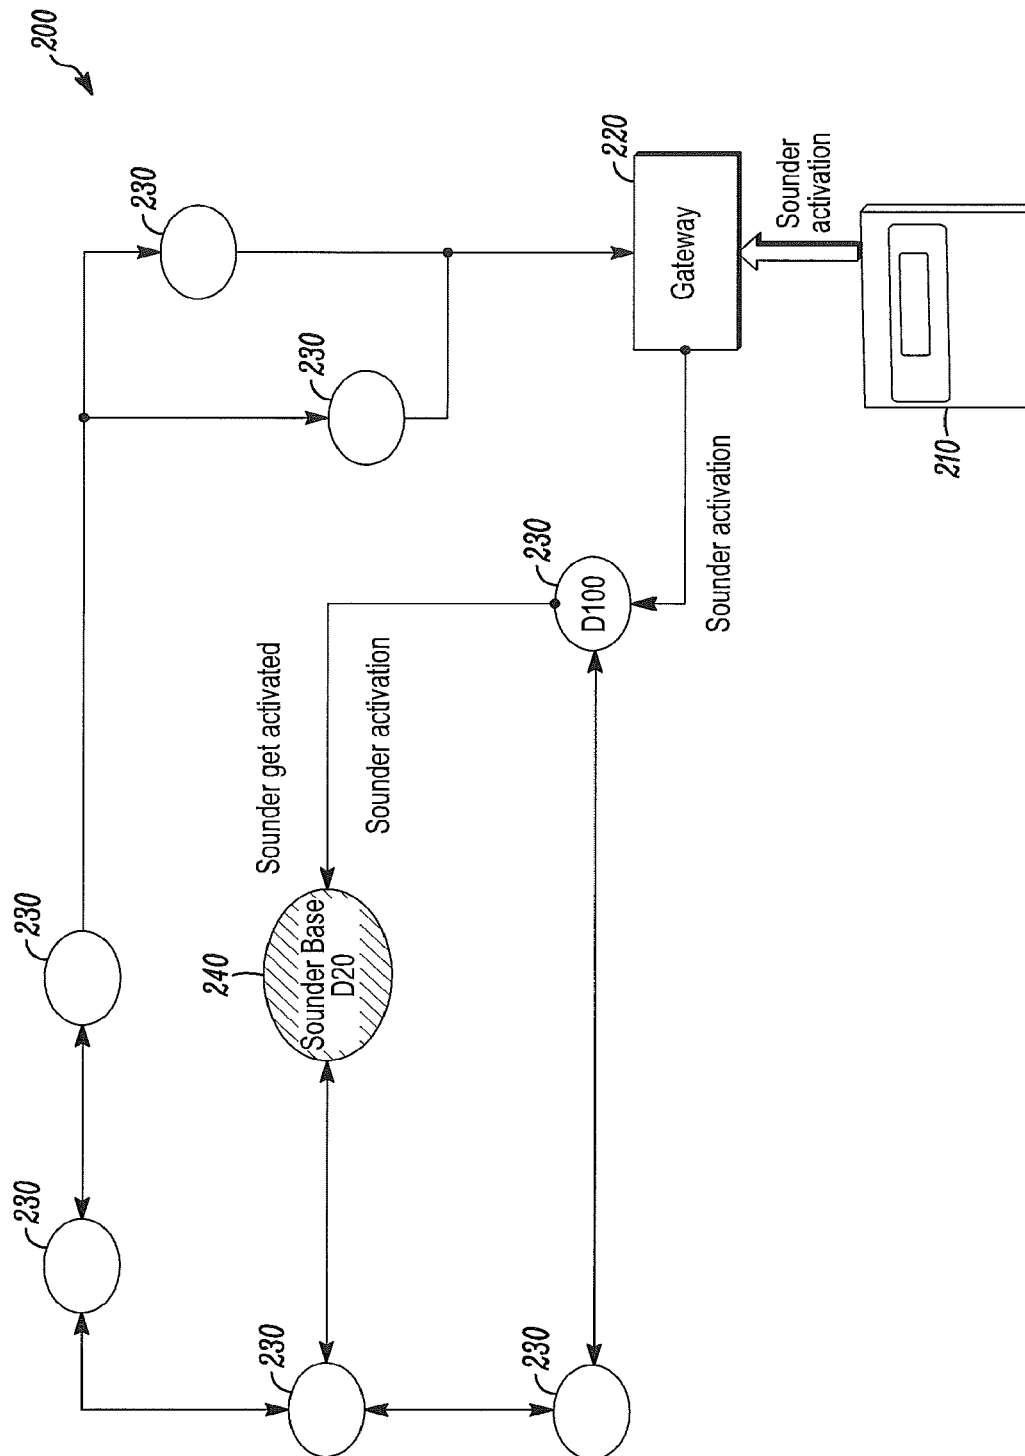 200
230
230
220
Gateway
Sounder
activation
210
Sounder activation
230
D100
Sounder get activated
Sounder activation
240
Sounder Base
D20
230
230
230
230